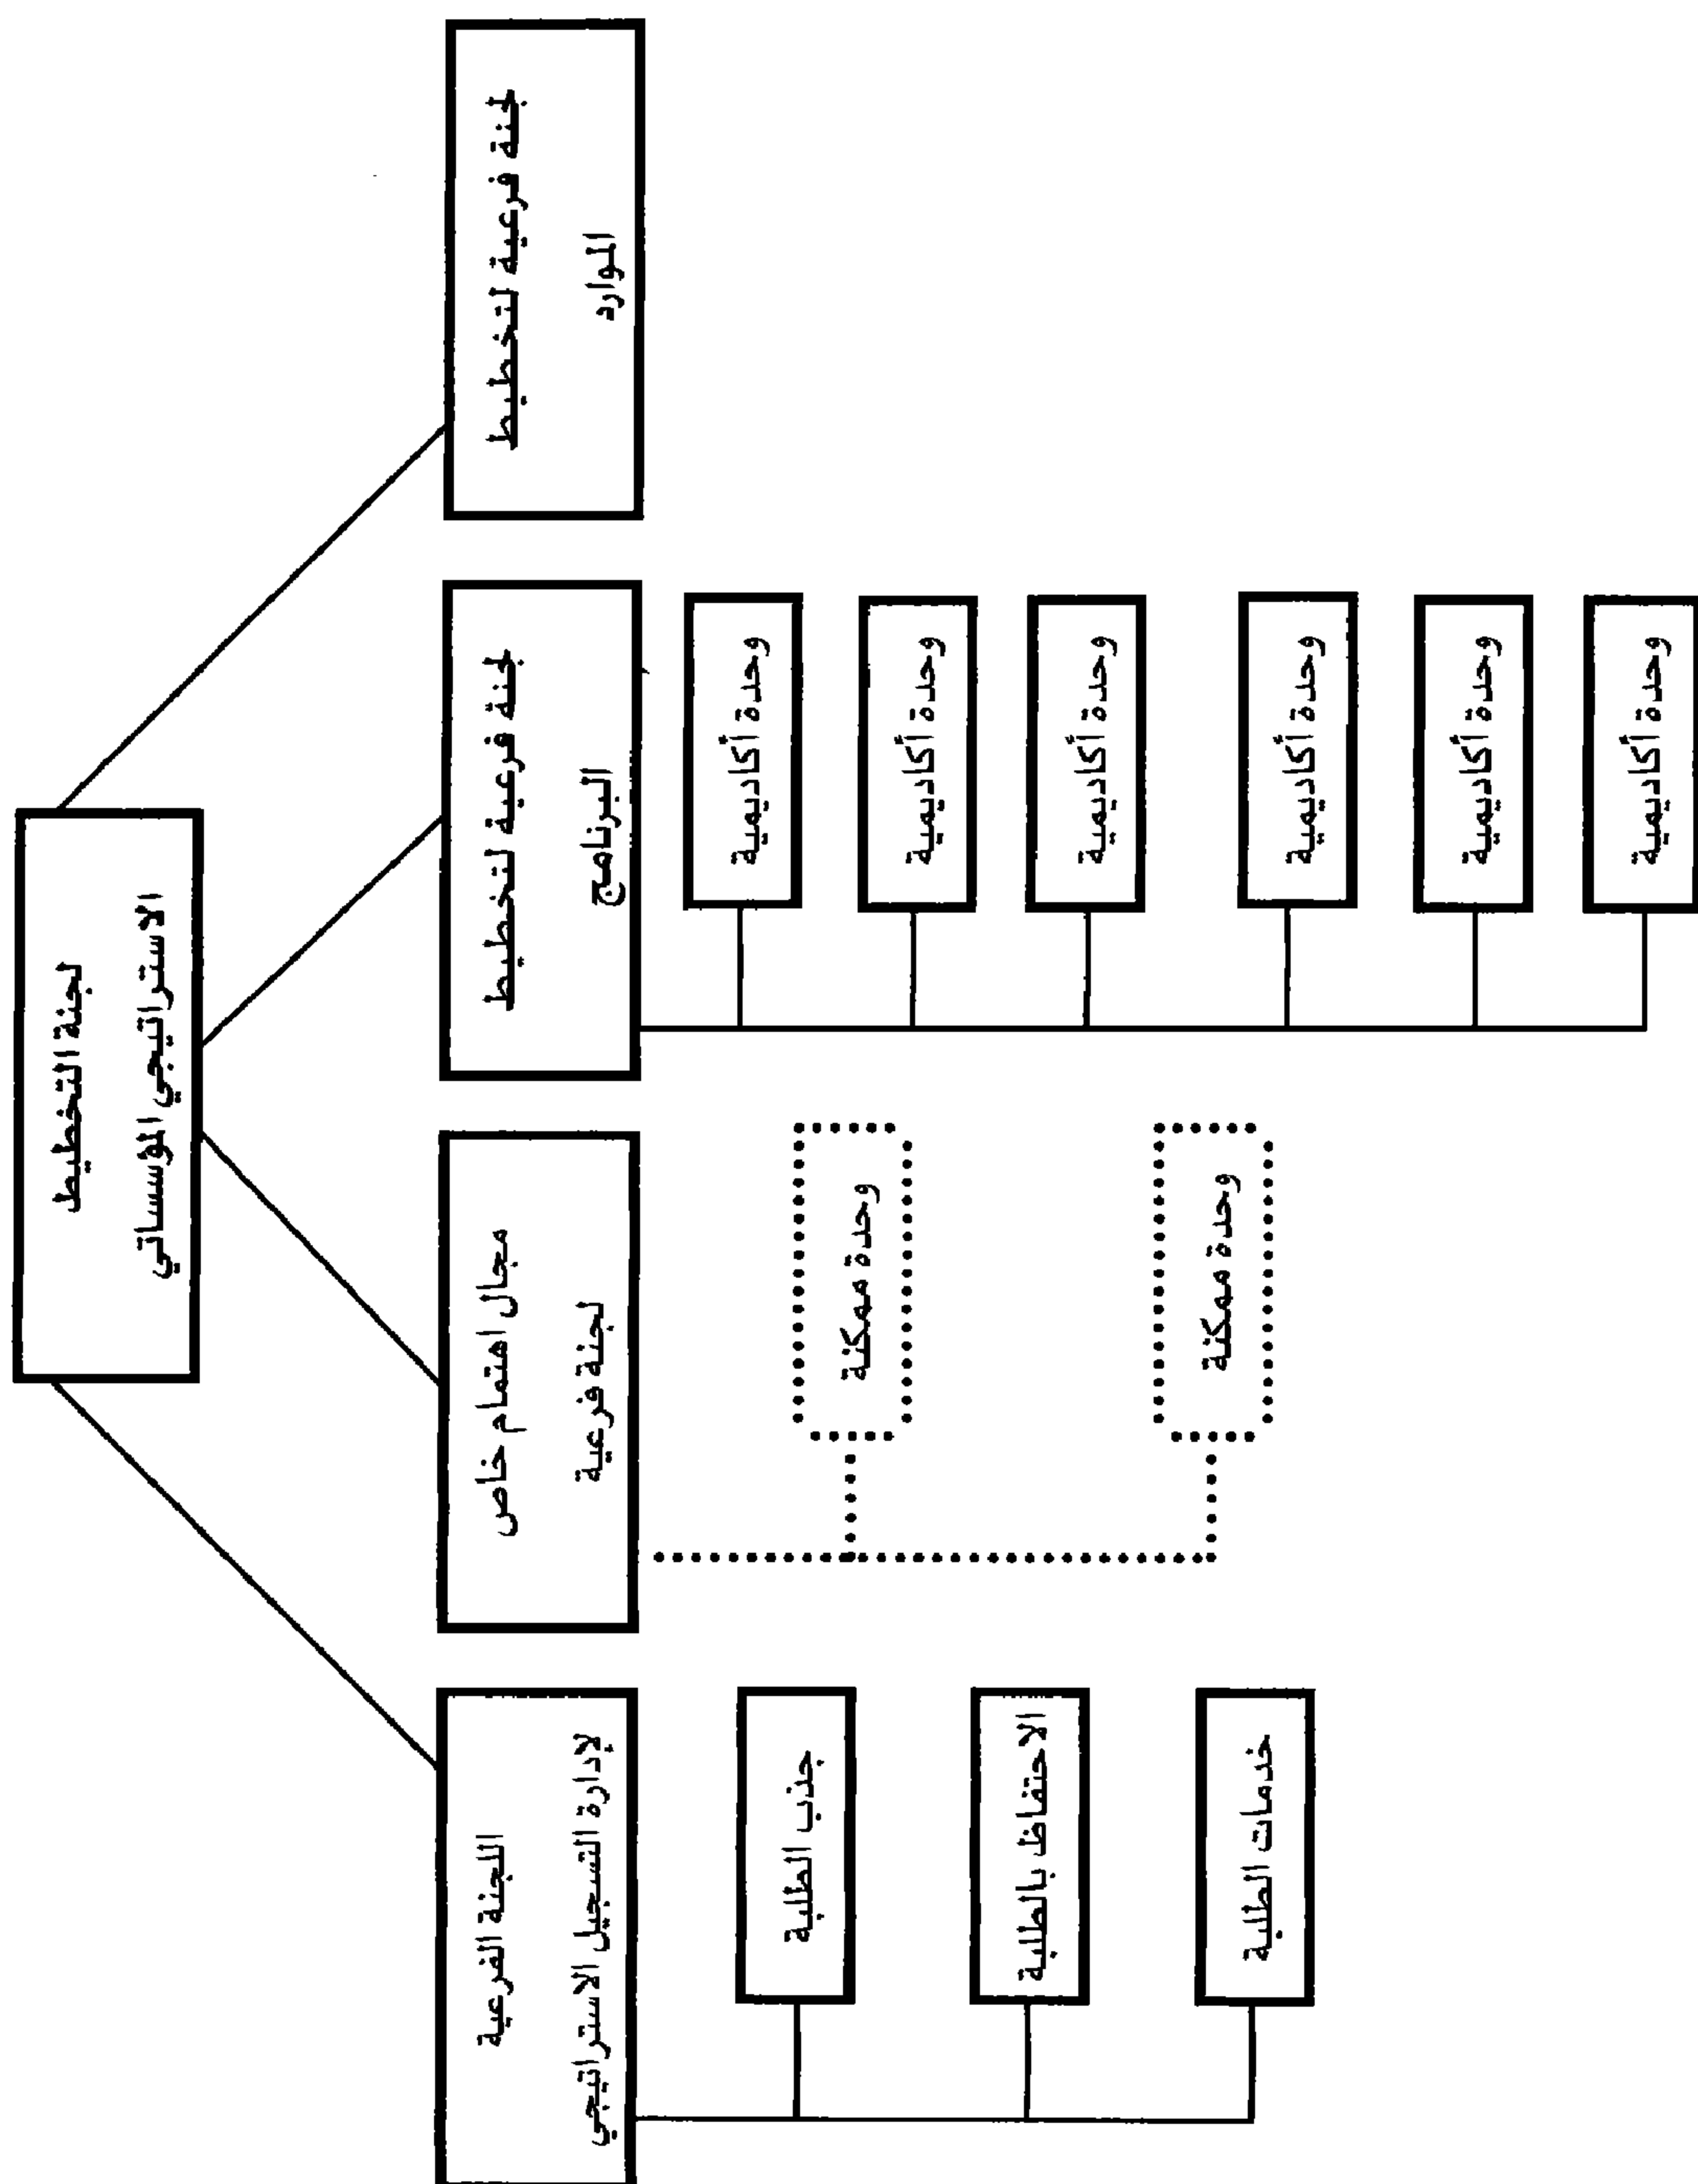 لجنة التخطيط
الاستراتيجي المؤسساتي
لجنة فرعية لتخطيط
الموارد
لجنة فرعية لتخطيط
البرنامج
وحدة أكاديمية
وحدة أكاديمية
وحدة أكاديمية
وحدة أكاديمية
وحدة أكاديمية
وحدة أكاديمية
مجال اهتمام خاص
لجنة فرعية
وحدة ممكنة
وحدة ممكنة
اللجنة الفرعية
لإدارة التسجيل الاستراتيجي
جذب الطلبة
الاحتفاظ بالطلبة
خدمات الطلبة